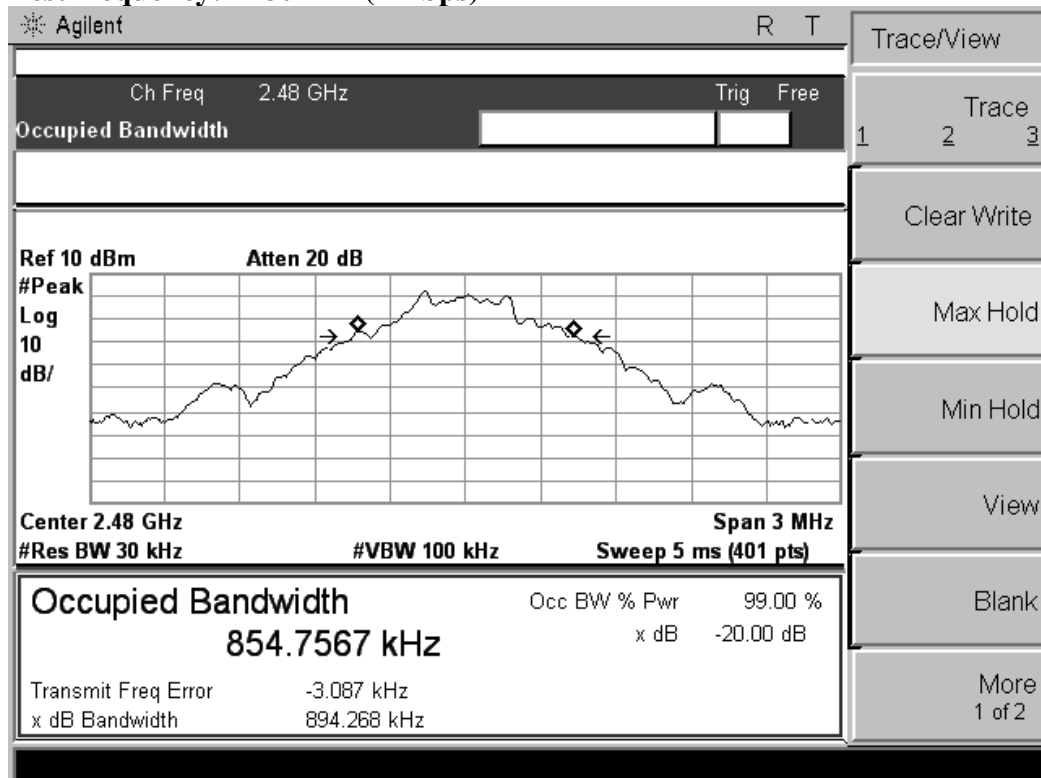 Agilent R T
Trace/View
Ch Freq 2.48 GHz Trig Free
Occupied Bandwidth
Trace
1 2 3
Clear Write
Max Hold
Min Hold
View
Blank
More
1 of 2
Ref 10 dBm Atten 20 dB
#Peak
Log
10
dB/
Center 2.48 GHz Span 3 MHz
#Res BW 30 kHz #VBW 100 kHz Sweep 5 ms (401 pts)
Occupied Bandwidth
854.7567 kHz
Occ BW % Pwr 99.00 %
x dB -20.00 dB
Transmit Freq Error -3.087 kHz
x dB Bandwidth 894.268 kHz